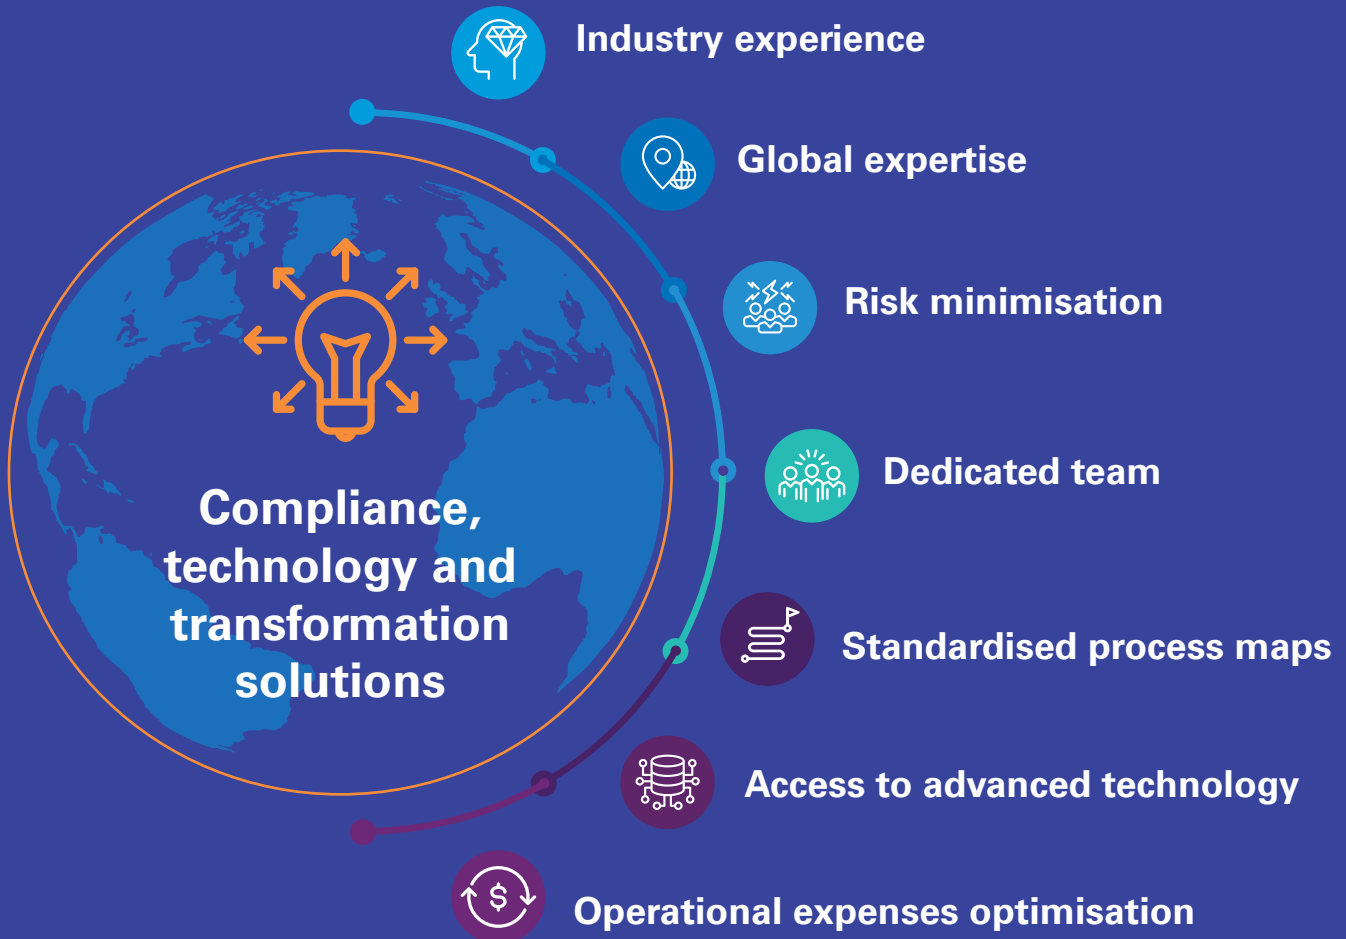 Industry experience
Global expertise
Risk minimisation
Dedicated team
Compliance,
technology and
transformation
solutions
Standardised process maps
Access to advanced technology
$
Operational expenses optimisation